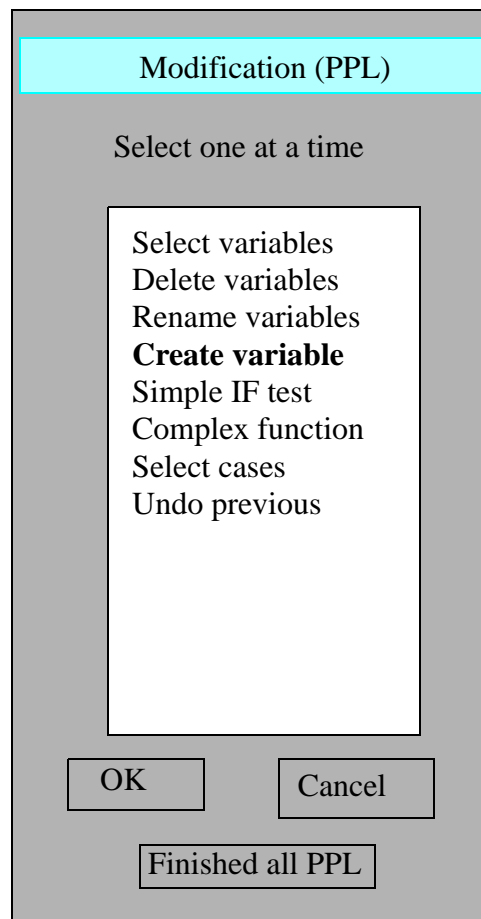 Modification (PPL)
Select one at a time
Select variables
Delete variables
Rename variables
Create variable
Simple IF test
Complex function
Select cases
Undo previous
OK
Cancel
Finished all PPL